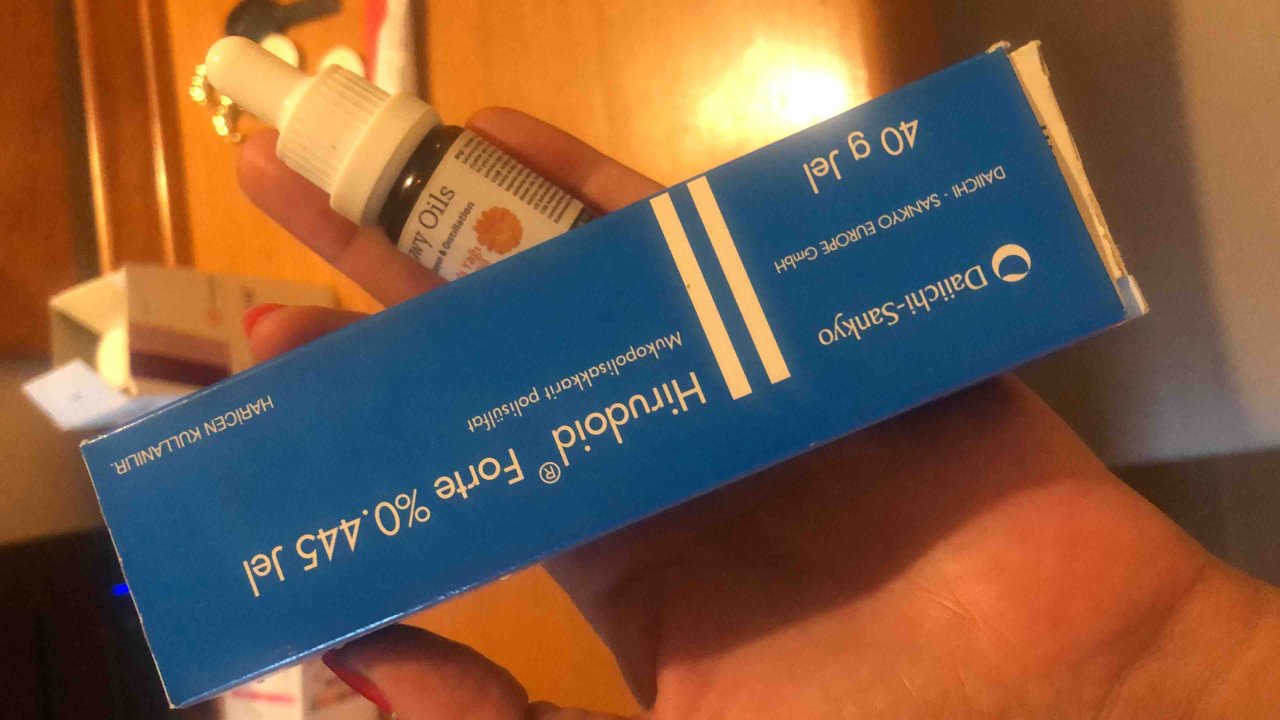 Hirudoid® Forte %0.445 Jel
Mukopolisakkarit polisülfat
HARİCEN KULLANILIR.
Daiichi-Sankyo
DAIICHI - SANKYO EUROPE GmbH
40 g Jel
Oils
& Destillation